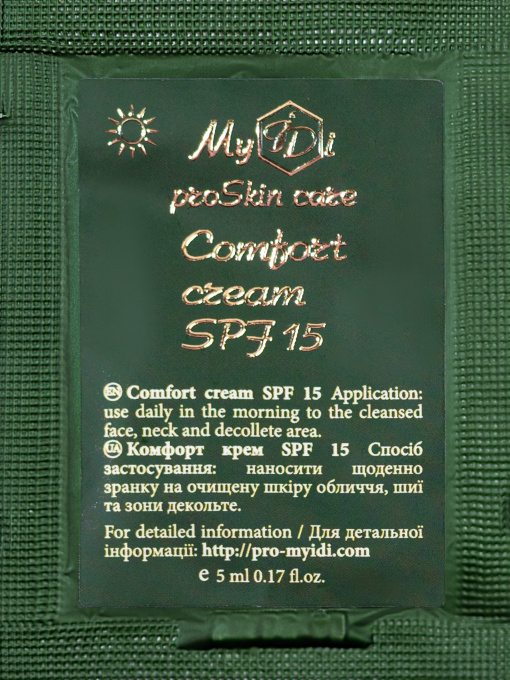 MyiDi
proSkin care
Comfort
cream
SPF 15
EN Comfort cream SPF 15 Application:
use daily in the morning to the cleansed
face, neck and decollete area.
UA Комфорт крем SPF 15 Спосіб
застосування: наносити щоденно
зранку на очищену шкіру обличчя, шиї
та зони декольте.
For detailed information / Для детальної
інформації: http://pro-myidi.com
e 5 ml 0.17 fl.oz.